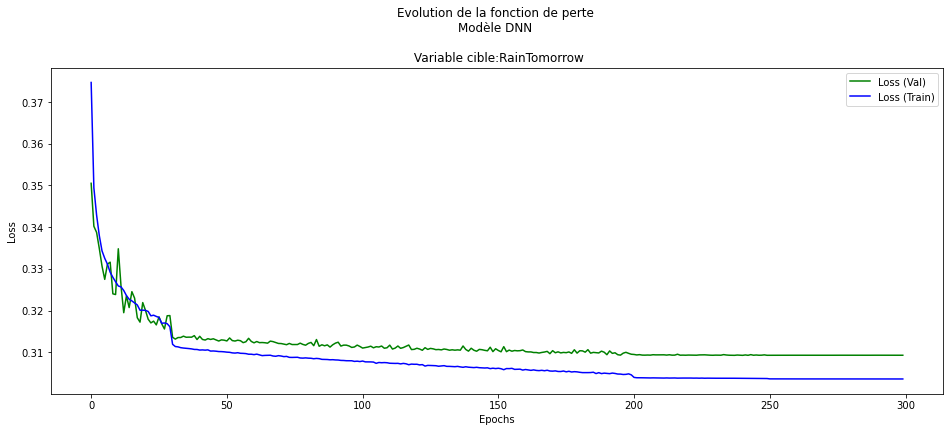 Evolution de la fonction de perte
Modèle DNN
Variable cible:RainTomorrow
Loss (Val)
Loss (Train)
0.37
0.36
0.35
0.34
0.33
0.32
0.31
Loss
0
50
100
150
200
250
300
Epochs